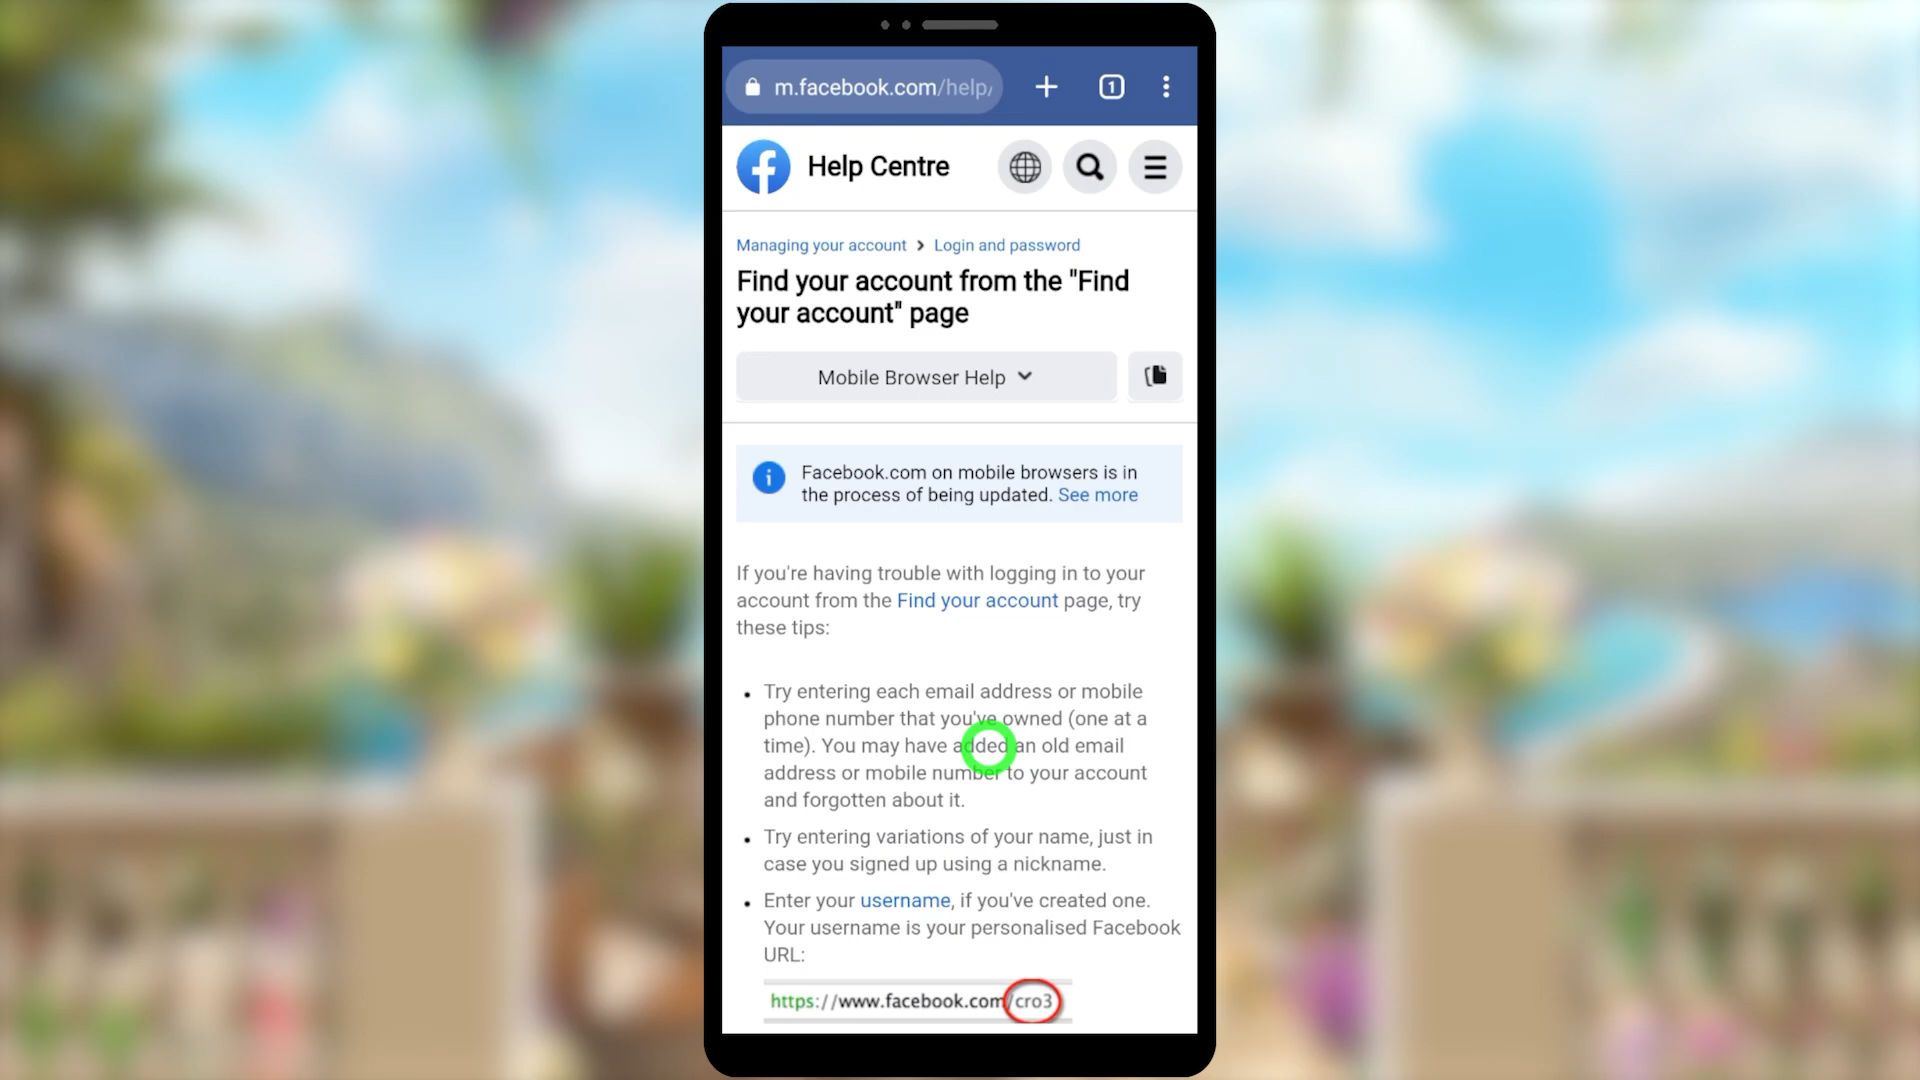 m.facebook.com/help/
1
Help Centre
Managing your account > Login and password
Find your account from the "Find
your account" page
Mobile Browser Help
Facebook.com on mobile browsers is in
the process of being updated. See more
If you're having trouble with logging in to your
account from the Find your account page, try
these tips:
• Try entering each email address or mobile
phone number that you've owned (one at a
time). You may have added an old email
address or mobile number to your account
and forgotten about it.
• Try entering variations of your name, just in
case you signed up using a nickname.
• Enter your username, if you've created one.
Your username is your personalised Facebook
URL:
https://www.facebook.com/cro3